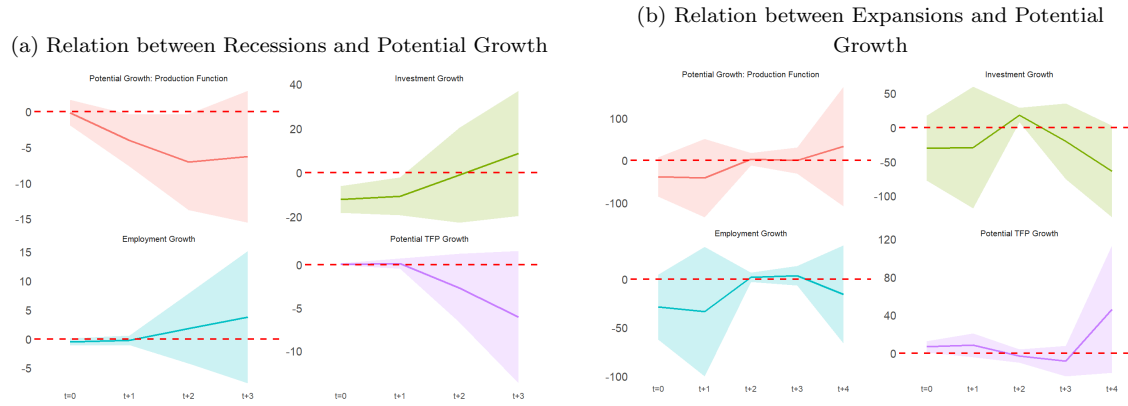 (a) Relation between Recessions and Potential Growth
Potential Growth: Production Function
0
-5
-10
-15
Investment Growth
40
20
0
-20
Employment Growth
15
10
5
0
-5
t=0 t+1 t+2 t+3
Potential TFP Growth
0
-5
-10
t=0 t+1 t+2 t+3
(b) Relation between Expansions and Potential
Growth
Potential Growth: Production Function
100
0
-100
Investment Growth
50
0
-50
-100
Employment Growth
0
-50
-100
t=0 t+1 t+2 t+3 t+4
Potential TFP Growth
120
80
40
0
t=0 t+1 t+2 t+3 t+4